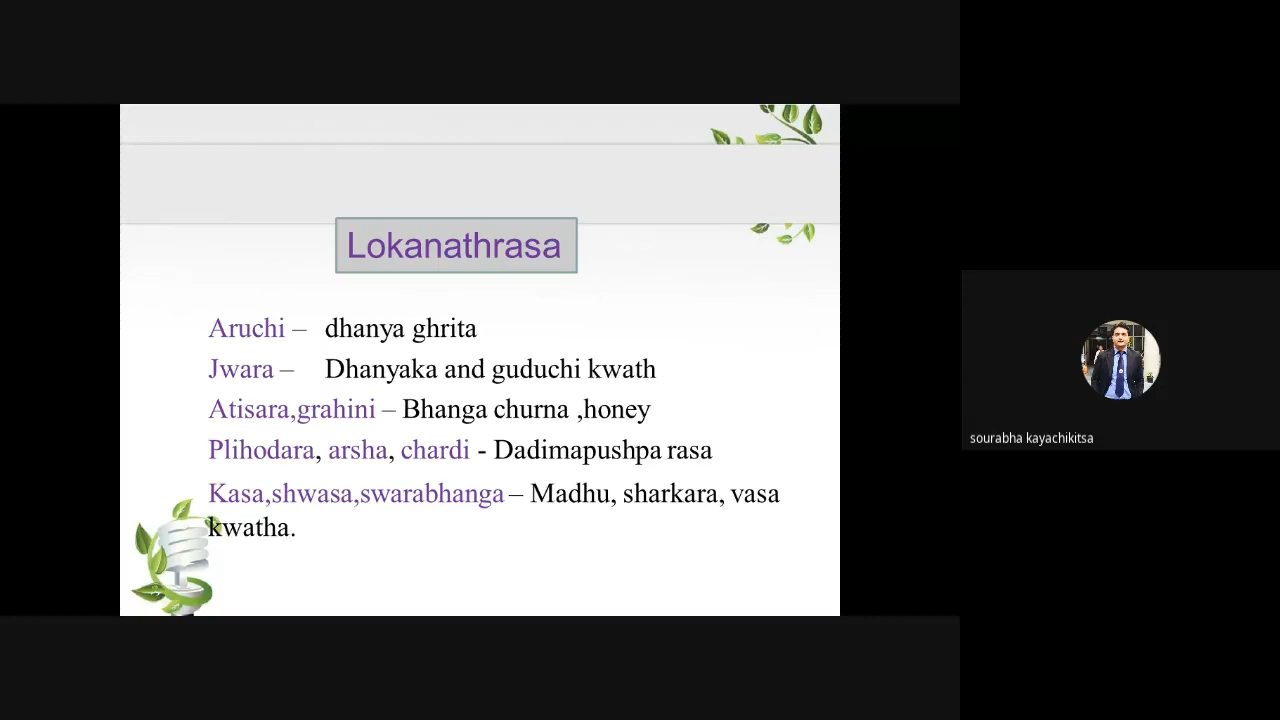 Lokanathrasa
Aruchi – dhanya ghrita
Jwara – Dhanyaka and guduchi kwath
Atisara,grahini – Bhanga churna ,honey
Plihodara, arsha, chardi - Dadimapushpa rasa
Kasa,shwasa,swarabhanga – Madhu, sharkara, vasa
kwatha.
sourabha kayachikitsa